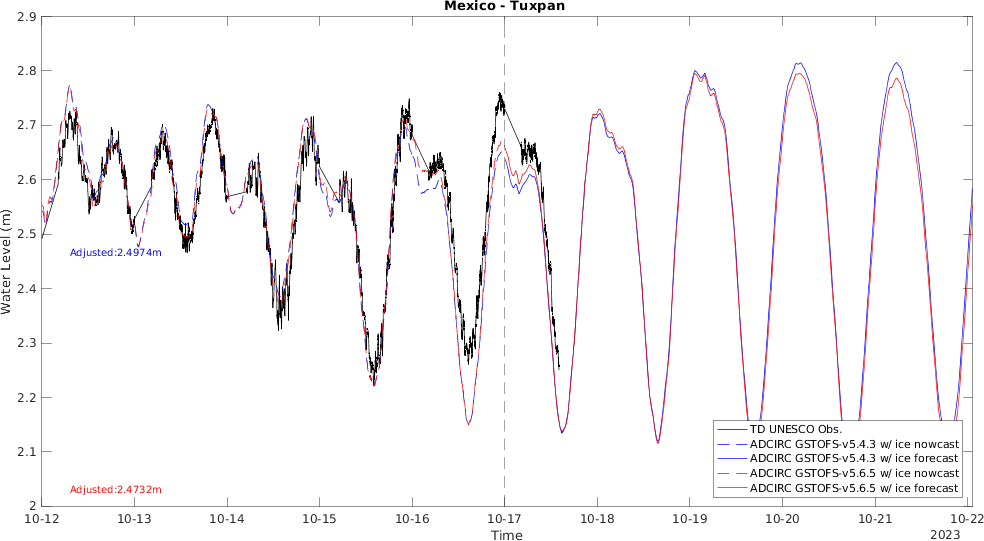 Mexico - Tuxpan
2.9
2.8
2.7
2.6
2.5
2.4
2.3
2.2
2.1
2
Water Level (m)
Adjusted:2.4974m
Adjusted:2.4732m
TD UNESCO Obs.
ADCIRC GSTOFS-v5.4.3 w/ ice nowcast
ADCIRC GSTOFS-v5.4.3 w/ ice forecast
ADCIRC GSTOFS-v5.6.5 w/ ice nowcast
ADCIRC GSTOFS-v5.6.5 w/ ice forecast
10-12 10-13 10-14 10-15 10-16 10-17 10-18 10-19 10-20 10-21 10-22
Time
2023